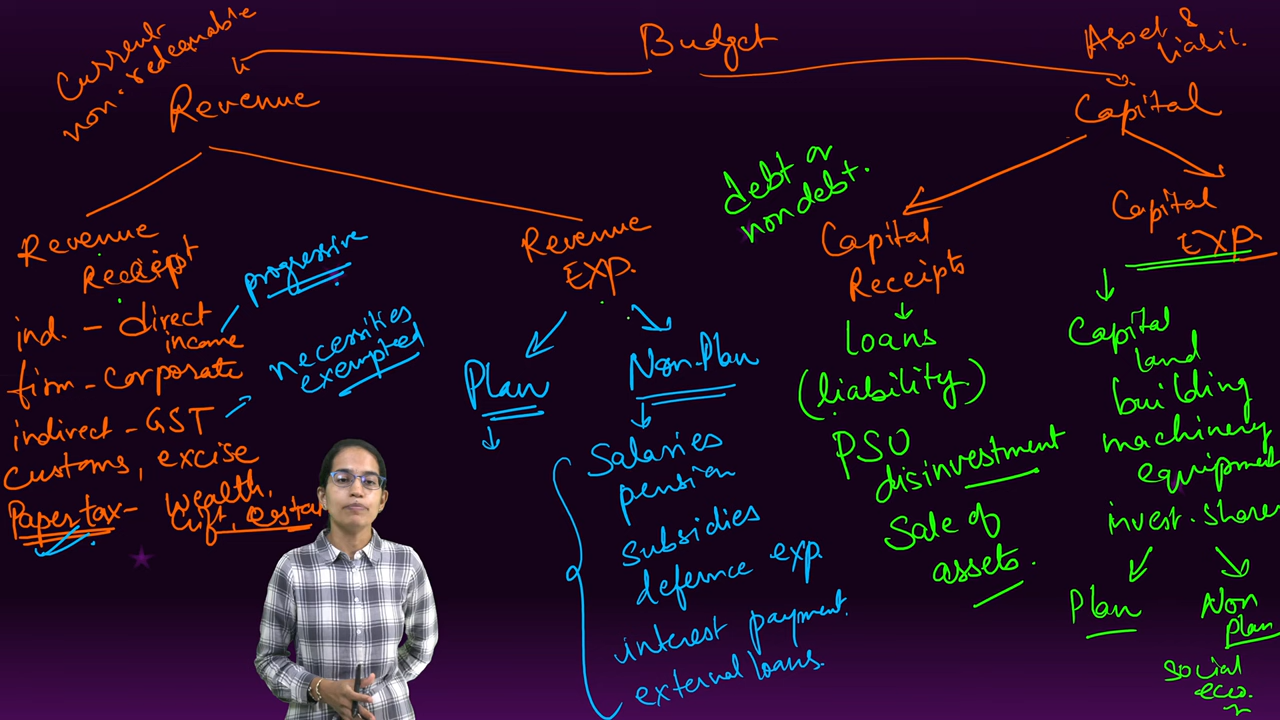 Budget
Current
non-redeemable
Revenue
Asset &
liabil.
Capital
Revenue
Receipt
progressive
ind. - direct
income
firm - corporate
necessities
exempted
indirect - GST
customs, excise
Paper tax - wealth,
Gift, estat
Revenue
EXP.
Plan
Non-Plan
Salaries
pension
Subsidies
defernce exp.
interest payment.
external loans.
debt or
nondebt.
Capital
Receipts
loans
(liability)
PSU
disinvestment
Sale of
assets.
Capital
EXP.
Capital
land
building
machinery
equipment
invest. share
Plan
Non
plan
social
eco.